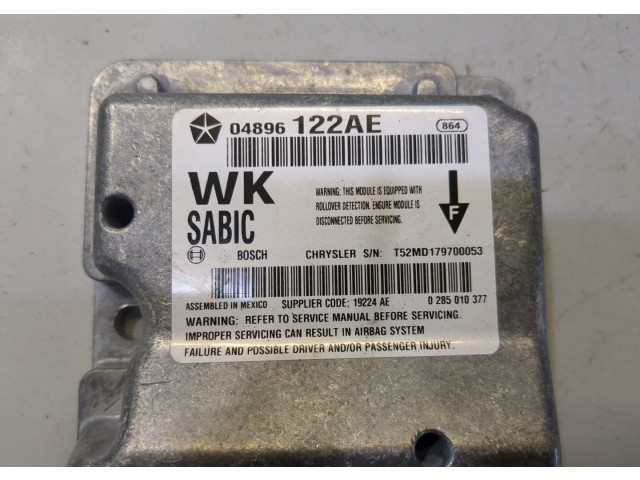 04896 122AE 864
WK
SABIC
WARNING: THIS MODULE IS EQUIPPED WITH
ROLLOVER DETECTION. ENSURE MODULE IS
DISCONNECTED BEFORE SERVICING.
F
BOSCH CHRYSLER S/N: T52MD179700053
ASSEMBLED IN MEXICO SUPPLIER CODE: 19224 AE 0 285 010 377
WARNING: REFER TO SERVICE MANUAL BEFORE SERVICING.
IMPROPER SERVICING CAN RESULT IN AIRBAG SYSTEM
FAILURE AND POSSIBLE DRIVER AND/OR PASSENGER INJURY.